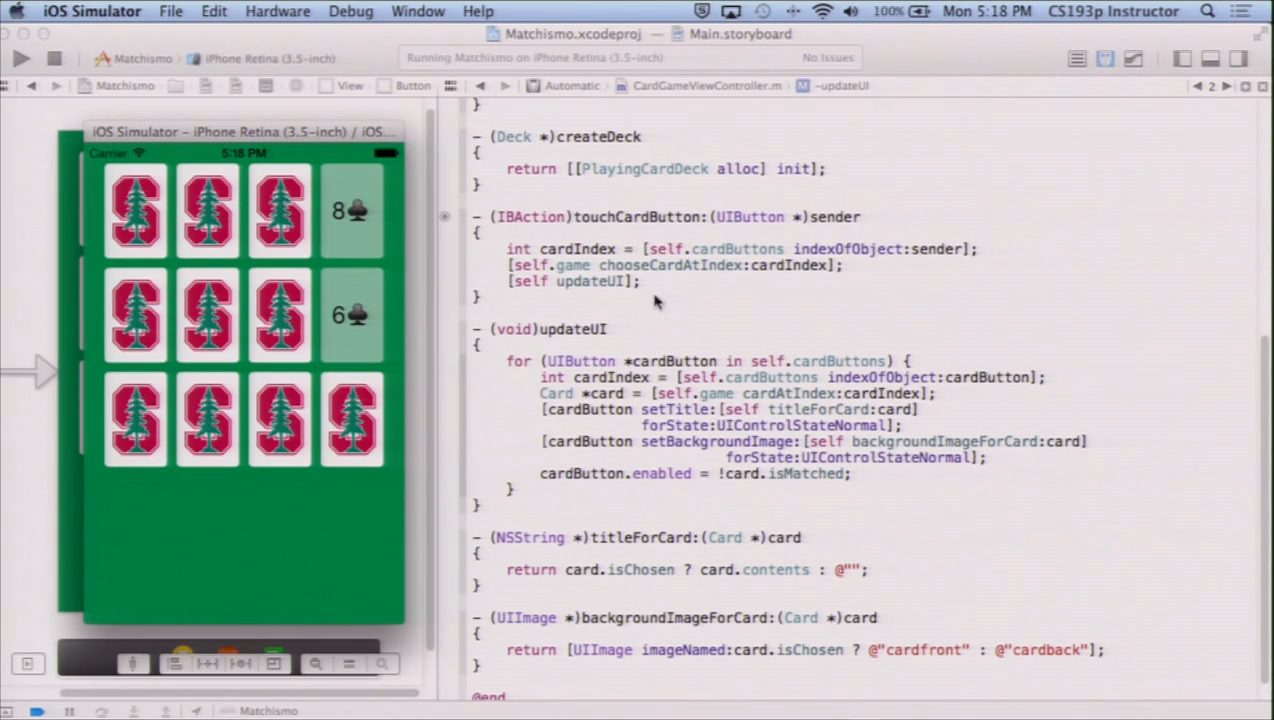 iOS Simulator File Edit Hardware Debug Window Help 100% Mon 5:18 PM CS193p Instructor
Matchismo.xcodeproj — Main.storyboard
Matchismo iPhone Retina (3.5-inch) Running Matchismo on iPhone Retina (3.5-inch) No Issues
Matchismo View Button Automatic CardGameViewController.m -updateUI 2
}
- (Deck *)createDeck
{
return [[PlayingCardDeck alloc] init];
}
- (IBAction)touchCardButton:(UIButton *)sender
{
int cardIndex = [self.cardButtons indexOfObject:sender];
[self.game chooseCardAtIndex:cardIndex];
[self updateUI];
}
- (void)updateUI
{
for (UIButton *cardButton in self.cardButtons) {
int cardIndex = [self.cardButtons indexOfObject:cardButton];
Card *card = [self.game cardAtIndex:cardIndex];
[cardButton setTitle:[self titleForCard:card]
forState:UIControlStateNormal];
[cardButton setBackgroundImage:[self backgroundImageForCard:card]
forState:UIControlStateNormal];
cardButton.enabled = !card.isMatched;
}
}
- (NSString *)titleForCard:(Card *)card
{
return card.isChosen ? card.contents : @"";
}
- (UIImage *)backgroundImageForCard:(Card *)card
{
return [UIImage imageNamed:card.isChosen ? @"cardfront" : @"cardback"];
}
@end
iOS Simulator - iPhone Retina (3.5-inch) / iOS...
Carrier 5:18 PM
S S S 8♣
S S S 6♣
S S S S
Matchismo